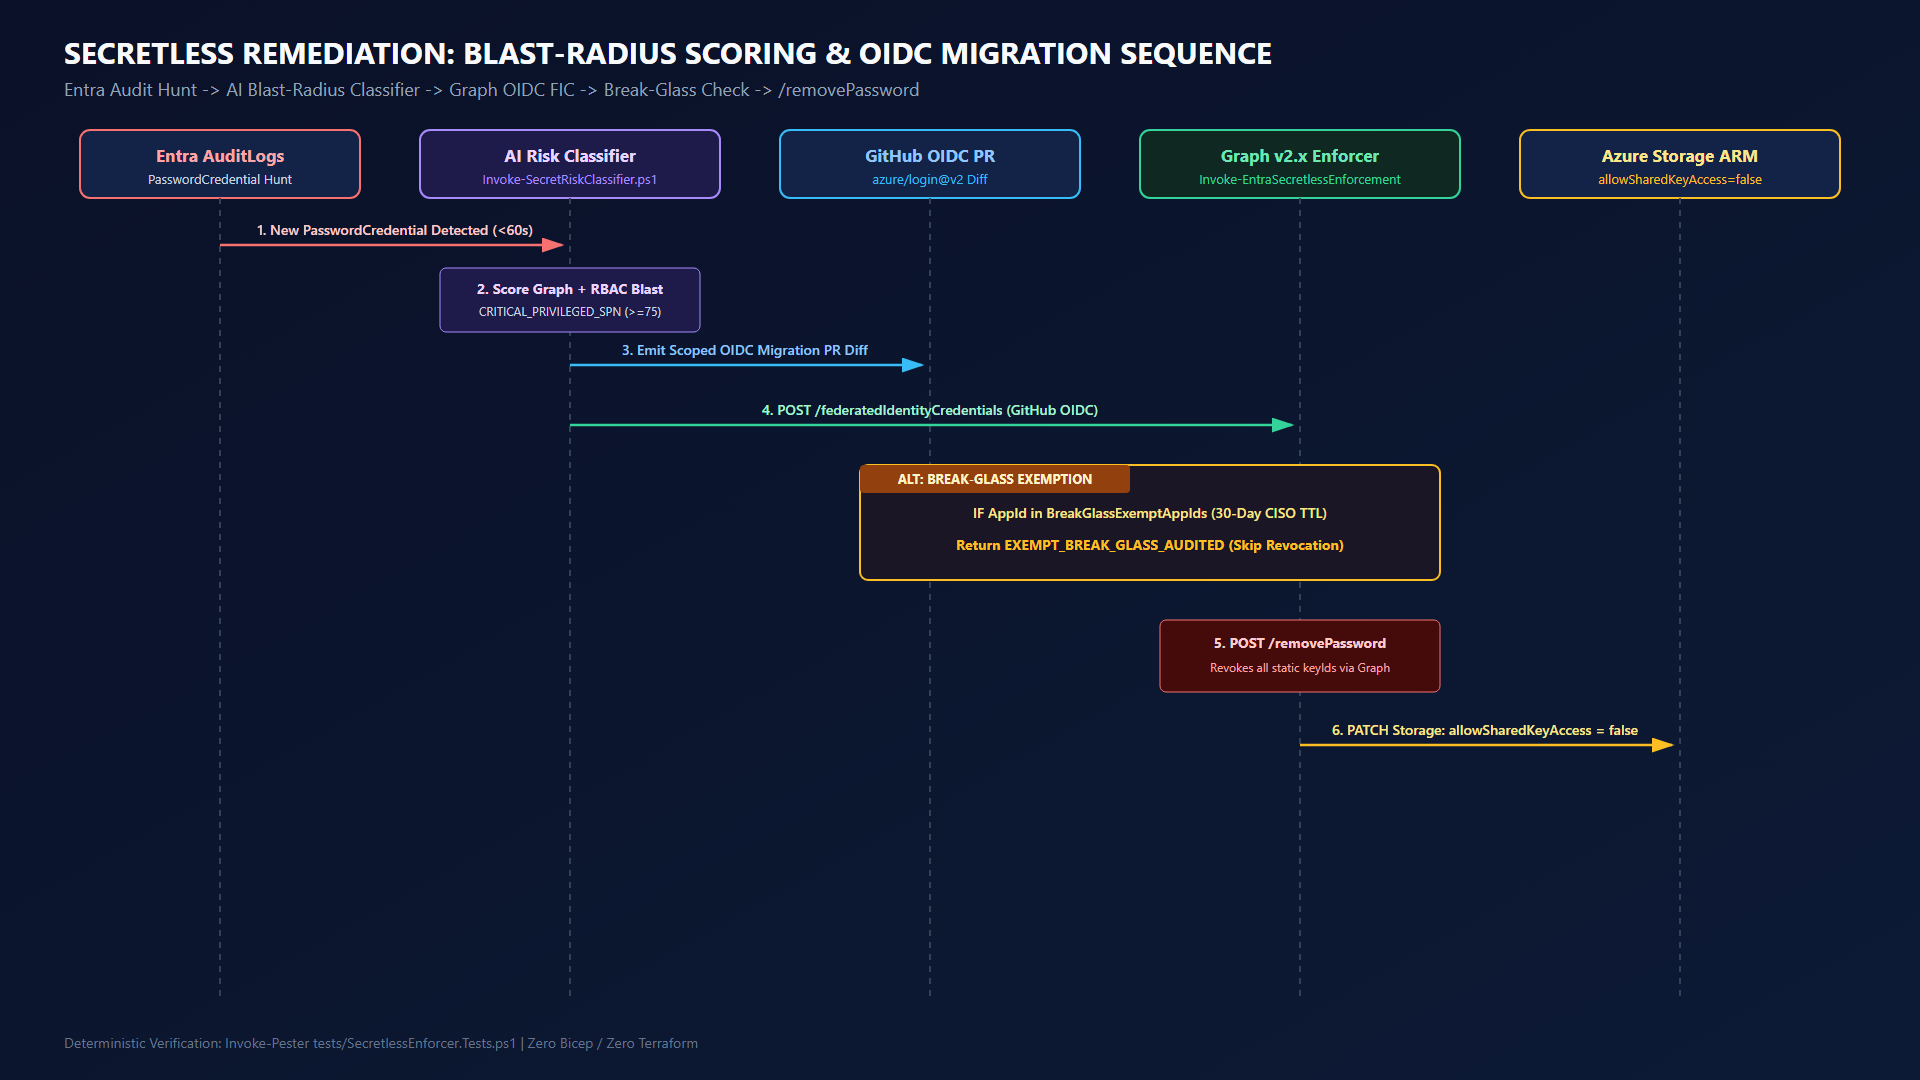 SECRETLESS REMEDIATION: BLAST-RADIUS SCORING & OIDC MIGRATION SEQUENCE
Entra Audit Hunt -> AI Blast-Radius Classifier -> Graph OIDC FIC -> Break-Glass Check -> /removePassword
Entra AuditLogs
PasswordCredential Hunt
AI Risk Classifier
Invoke-SecretRiskClassifier.ps1
GitHub OIDC PR
azure/login@v2 Diff
Graph v2.x Enforcer
Invoke-EntraSecretlessEnforcement
Azure Storage ARM
allowSharedKeyAccess=false
1. New PasswordCredential Detected (<60s)
2. Score Graph + RBAC Blast
CRITICAL_PRIVILEGED_SPN (>=75)
3. Emit Scoped OIDC Migration PR Diff
4. POST /federatedIdentityCredentials (GitHub OIDC)
ALT: BREAK-GLASS EXEMPTION
IF AppId in BreakGlassExemptAppIds (30-Day CISO TTL)
Return EXEMPT_BREAK_GLASS_AUDITED (Skip Revocation)
5. POST /removePassword
Revokes all static keyIds via Graph
6. PATCH Storage: allowSharedKeyAccess = false
Deterministic Verification: Invoke-Pester tests/SecretlessEnforcer.Tests.ps1 | Zero Bicep / Zero Terraform